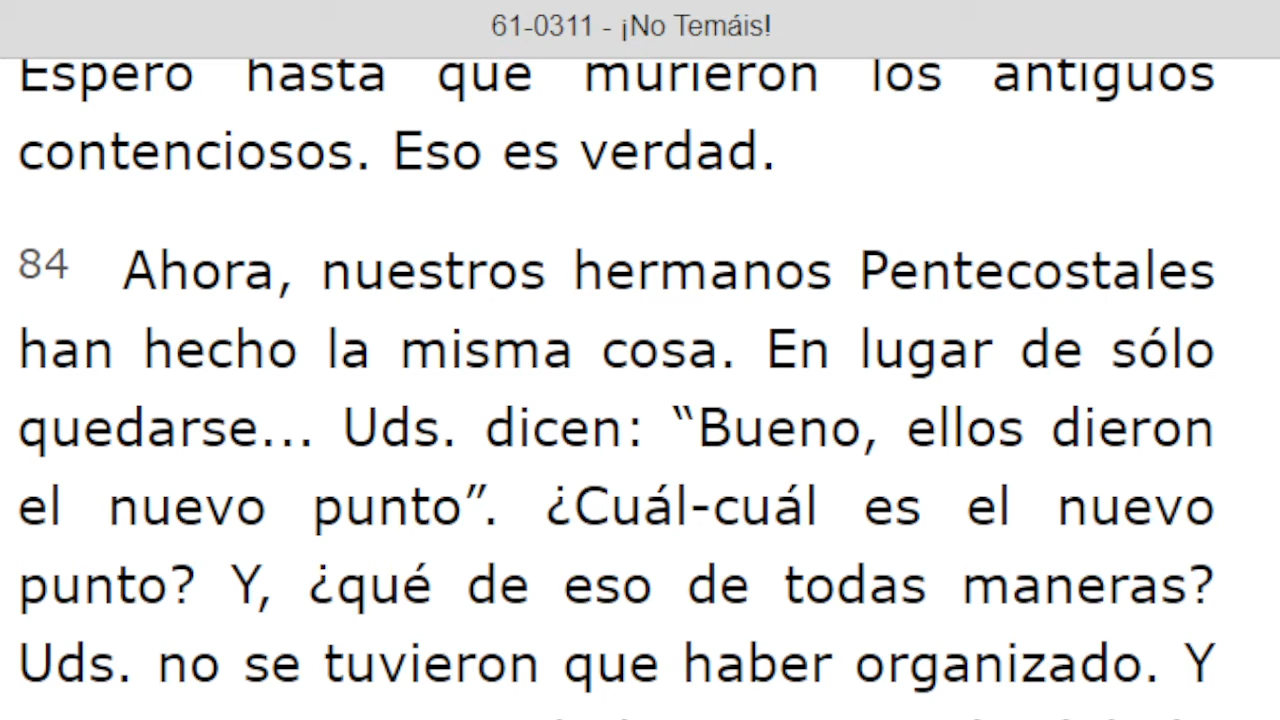 61-0311 - ¡No Temáis!
Esperó hasta que murieron los antiguos
contenciosos. Eso es verdad.
84 Ahora, nuestros hermanos Pentecostales
han hecho la misma cosa. En lugar de sólo
quedarse... Uds. dicen: “Bueno, ellos dieron
el nuevo punto”. ¿Cuál-cuál es el nuevo
punto? Y, ¿qué de eso de todas maneras?
Uds. no se tuvieron que haber organizado. Y